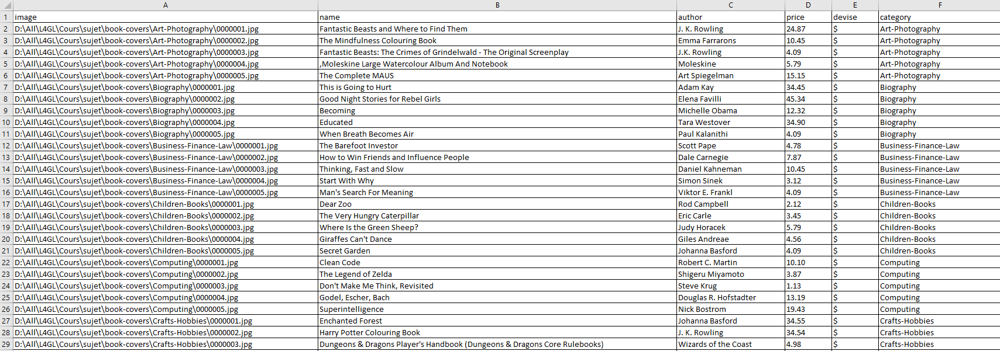 A B C D E F
1 image name author price devise category
2 D:\All\L4GL\Cours\sujet\book-covers\Art-Photography\0000001.jpg Fantastic Beasts and Where to Find Them J. K. Rowling 24.87 $ Art-Photography
3 D:\All\L4GL\Cours\sujet\book-covers\Art-Photography\0000002.jpg The Mindfulness Colouring Book Emma Farrarons 10.45 $ Art-Photography
4 D:\All\L4GL\Cours\sujet\book-covers\Art-Photography\0000003.jpg Fantastic Beasts: The Crimes of Grindelwald - The Original Screenplay J.K. Rowling 4.09 $ Art-Photography
5 D:\All\L4GL\Cours\sujet\book-covers\Art-Photography\0000004.jpg ,Moleskine Large Watercolour Album And Notebook Moleskine 5.79 $ Art-Photography
6 D:\All\L4GL\Cours\sujet\book-covers\Art-Photography\0000005.jpg The Complete MAUS Art Spiegelman 15.15 $ Art-Photography
7 D:\All\L4GL\Cours\sujet\book-covers\Biography\0000001.jpg This is Going to Hurt Adam Kay 34.45 $ Biography
8 D:\All\L4GL\Cours\sujet\book-covers\Biography\0000002.jpg Good Night Stories for Rebel Girls Elena Favilli 45.34 $ Biography
9 D:\All\L4GL\Cours\sujet\book-covers\Biography\0000003.jpg Becoming Michelle Obama 12.32 $ Biography
10 D:\All\L4GL\Cours\sujet\book-covers\Biography\0000004.jpg Educated Tara Westover 34.90 $ Biography
11 D:\All\L4GL\Cours\sujet\book-covers\Biography\0000005.jpg When Breath Becomes Air Paul Kalanithi 4.09 $ Biography
12 D:\All\L4GL\Cours\sujet\book-covers\Business-Finance-Law\0000001.jpg The Barefoot Investor Scott Pape 4.78 $ Business-Finance-Law
13 D:\All\L4GL\Cours\sujet\book-covers\Business-Finance-Law\0000002.jpg How to Win Friends and Influence People Dale Carnegie 7.87 $ Business-Finance-Law
14 D:\All\L4GL\Cours\sujet\book-covers\Business-Finance-Law\0000003.jpg Thinking, Fast and Slow Daniel Kahneman 10.45 $ Business-Finance-Law
15 D:\All\L4GL\Cours\sujet\book-covers\Business-Finance-Law\0000004.jpg Start With Why Simon Sinek 3.12 $ Business-Finance-Law
16 D:\All\L4GL\Cours\sujet\book-covers\Business-Finance-Law\0000005.jpg Man's Search For Meaning Viktor E. Frankl 4.09 $ Business-Finance-Law
17 D:\All\L4GL\Cours\sujet\book-covers\Children-Books\0000001.jpg Dear Zoo Rod Campbell 2.12 $ Children-Books
18 D:\All\L4GL\Cours\sujet\book-covers\Children-Books\0000002.jpg The Very Hungry Caterpillar Eric Carle 3.45 $ Children-Books
19 D:\All\L4GL\Cours\sujet\book-covers\Children-Books\0000003.jpg Where Is the Green Sheep? Judy Horacek 5.79 $ Children-Books
20 D:\All\L4GL\Cours\sujet\book-covers\Children-Books\0000004.jpg Giraffes Can't Dance Giles Andreae 4.56 $ Children-Books
21 D:\All\L4GL\Cours\sujet\book-covers\Children-Books\0000005.jpg Secret Garden Johanna Basford 4.09 $ Children-Books
22 D:\All\L4GL\Cours\sujet\book-covers\Computing\0000001.jpg Clean Code Robert C. Martin 10.10 $ Computing
23 D:\All\L4GL\Cours\sujet\book-covers\Computing\0000002.jpg The Legend of Zelda Shigeru Miyamoto 3.87 $ Computing
24 D:\All\L4GL\Cours\sujet\book-covers\Computing\0000003.jpg Don't Make Me Think, Revisited Steve Krug 1.13 $ Computing
25 D:\All\L4GL\Cours\sujet\book-covers\Computing\0000004.jpg Godel, Escher, Bach Douglas R. Hofstadter 13.19 $ Computing
26 D:\All\L4GL\Cours\sujet\book-covers\Computing\0000005.jpg Superintelligence Nick Bostrom 19.43 $ Computing
27 D:\All\L4GL\Cours\sujet\book-covers\Crafts-Hobbies\0000001.jpg Enchanted Forest Johanna Basford 34.55 $ Crafts-Hobbies
28 D:\All\L4GL\Cours\sujet\book-covers\Crafts-Hobbies\0000002.jpg Harry Potter Colouring Book J. K. Rowling 34.54 $ Crafts-Hobbies
29 D:\All\L4GL\Cours\sujet\book-covers\Crafts-Hobbies\0000003.jpg Dungeons & Dragons Player's Handbook (Dungeons & Dragons Core Rulebooks) Wizards of the Coast 4.98 $ Crafts-Hobbies